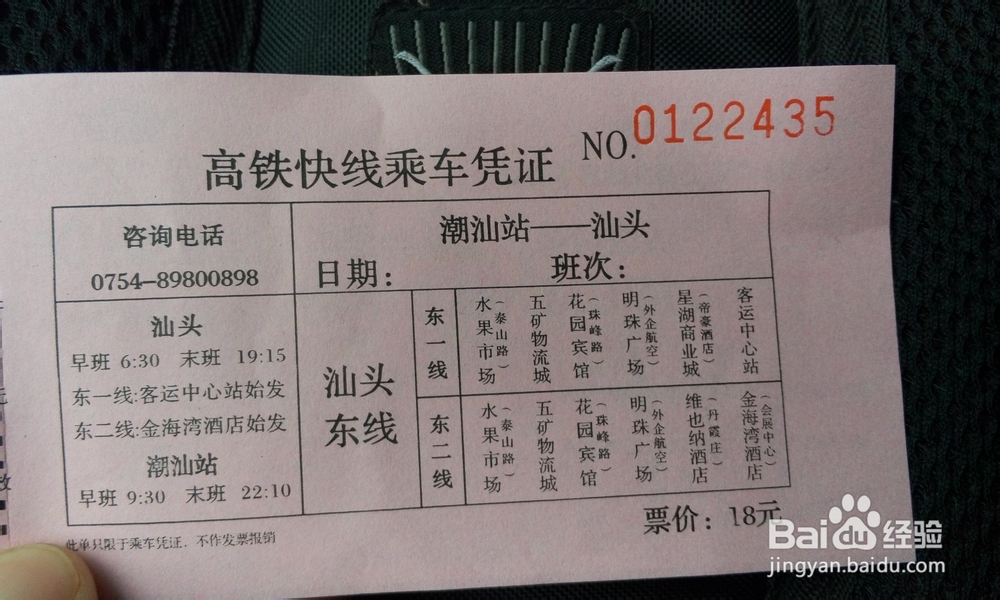 NO.0122435
高铁快线乘车凭证
咨询电话
0754-89800898
潮汕站——汕头
日期：
班次：
汕头
早班 6:30 末班 19:15
东一线:客运中心站始发
东二线:金海湾酒店始发
潮汕站
早班 9:30 末班 22:10
汕头
东线
东一线
水果市场（泰山路）
五矿物流城
花园宾馆（珠峰路）
明珠广场（外企航空）
星湖商业城（帝豪酒店）
客运中心站
东二线
水果市场（泰山路）
五矿物流城
花园宾馆（珠峰路）
明珠广场（外企航空）
维也纳酒店（丹霞庄）
金海湾酒店（会展中心）
票价：18元
此单只限于乘车凭证．不作发票报销
Baidu经验
jingyan.baidu.com